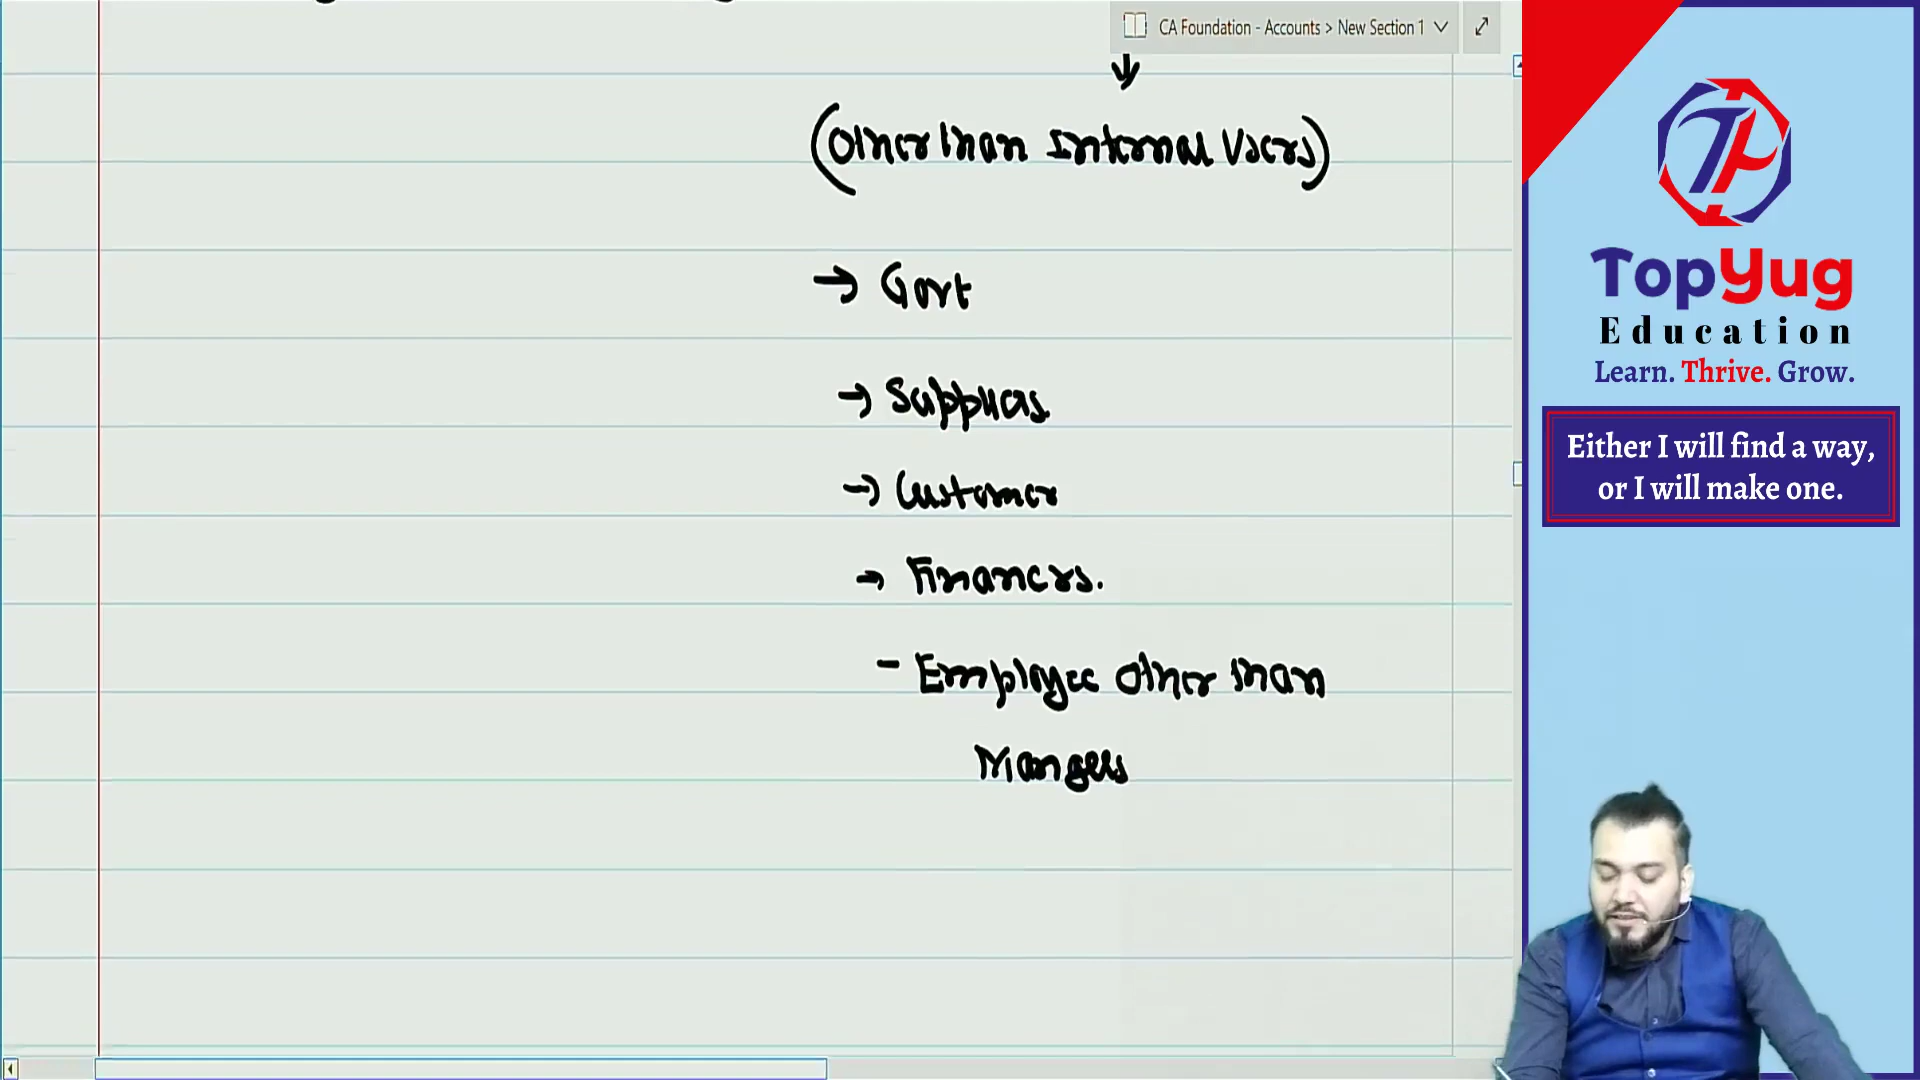 CA Foundation - Accounts > New Section 1
(Other than Internal Users)
→ Govt
→ Suppliers.
→ Customer
→ Financers.
- Employee other than
Mangers
TopYug
Education
Learn. Thrive. Grow.
Either I will find a way,
or I will make one.